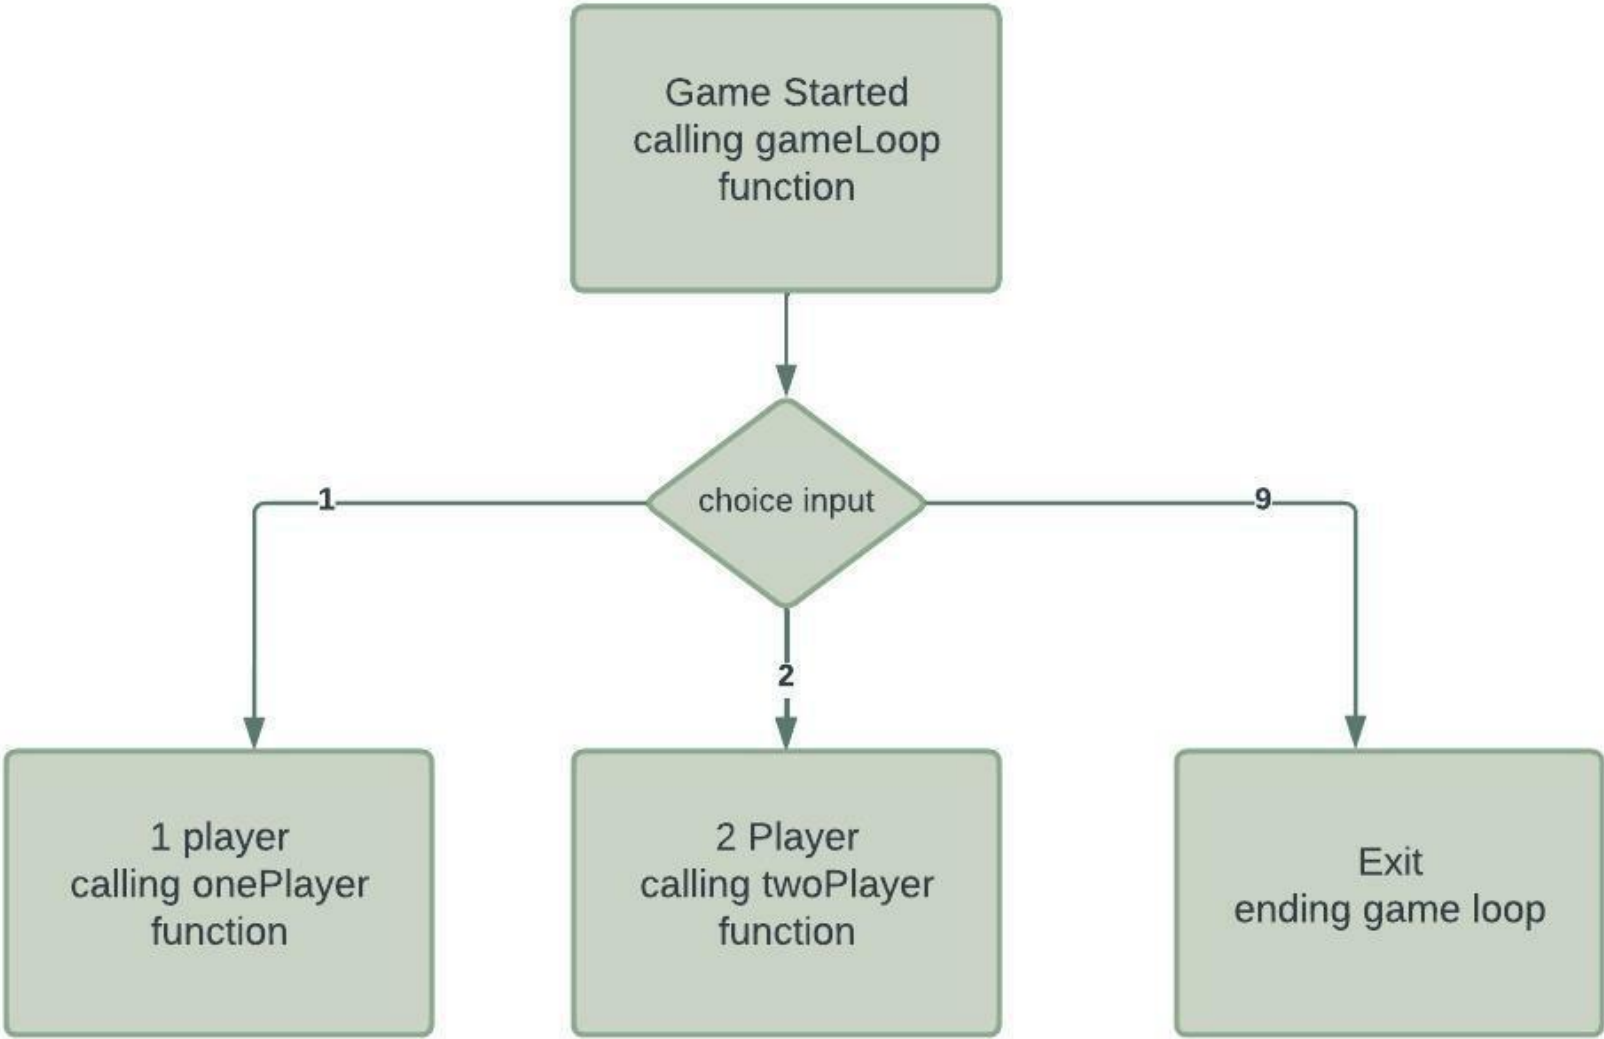 Game Started
calling gameLoop
function
choice input
1
9
2
1 player
calling onePlayer
function
2 Player
calling twoPlayer
function
Exit
ending game loop